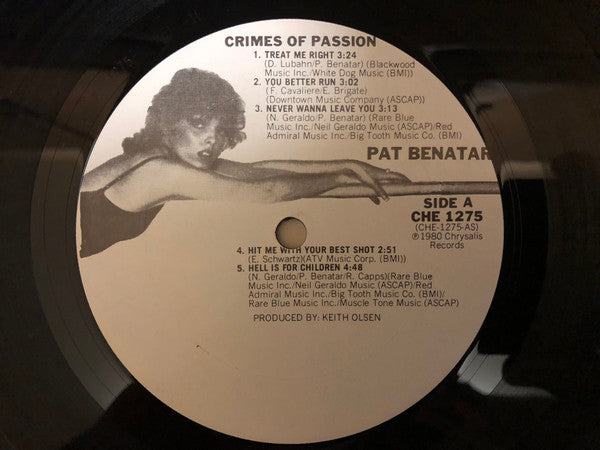 CRIMES OF PASSION
1. TREAT ME RIGHT 3:24
(D. Lubahn/P. Benatar) (Blackwood
Music Inc./White Dog Music (BMI))
2. YOU BETTER RUN 3:02
(F. Cavaliere/E. Brigate)
(Downtown Music Company (ASCAP))
3. NEVER WANNA LEAVE YOU 3:13
(N. Geraldo/P. Benatar) (Rare Blue
Music Inc./Neil Geraldo Music (ASCAP)/Red
Admiral Music Inc./Big Tooth Music Co. (BMI)
PAT BENATAR
SIDE A
CHE 1275
(CHE-1275-AS)
℗1980 Chrysalis
Records
4. HIT ME WITH YOUR BEST SHOT 2:51
(E. Schwartz)(ATV Music Corp. (BMI))
5. HELL IS FOR CHILDREN 4:48
(N. Geraldo/P. Benatar/R. Capps)(Rare Blue
Music Inc./Neil Geraldo Music (ASCAP)/Red
Admiral Music Inc./Big Tooth Music Co. (BMI)/
Rare Blue Music Inc./Muscle Tone Music (ASCAP)
PRODUCED BY: KEITH OLSEN